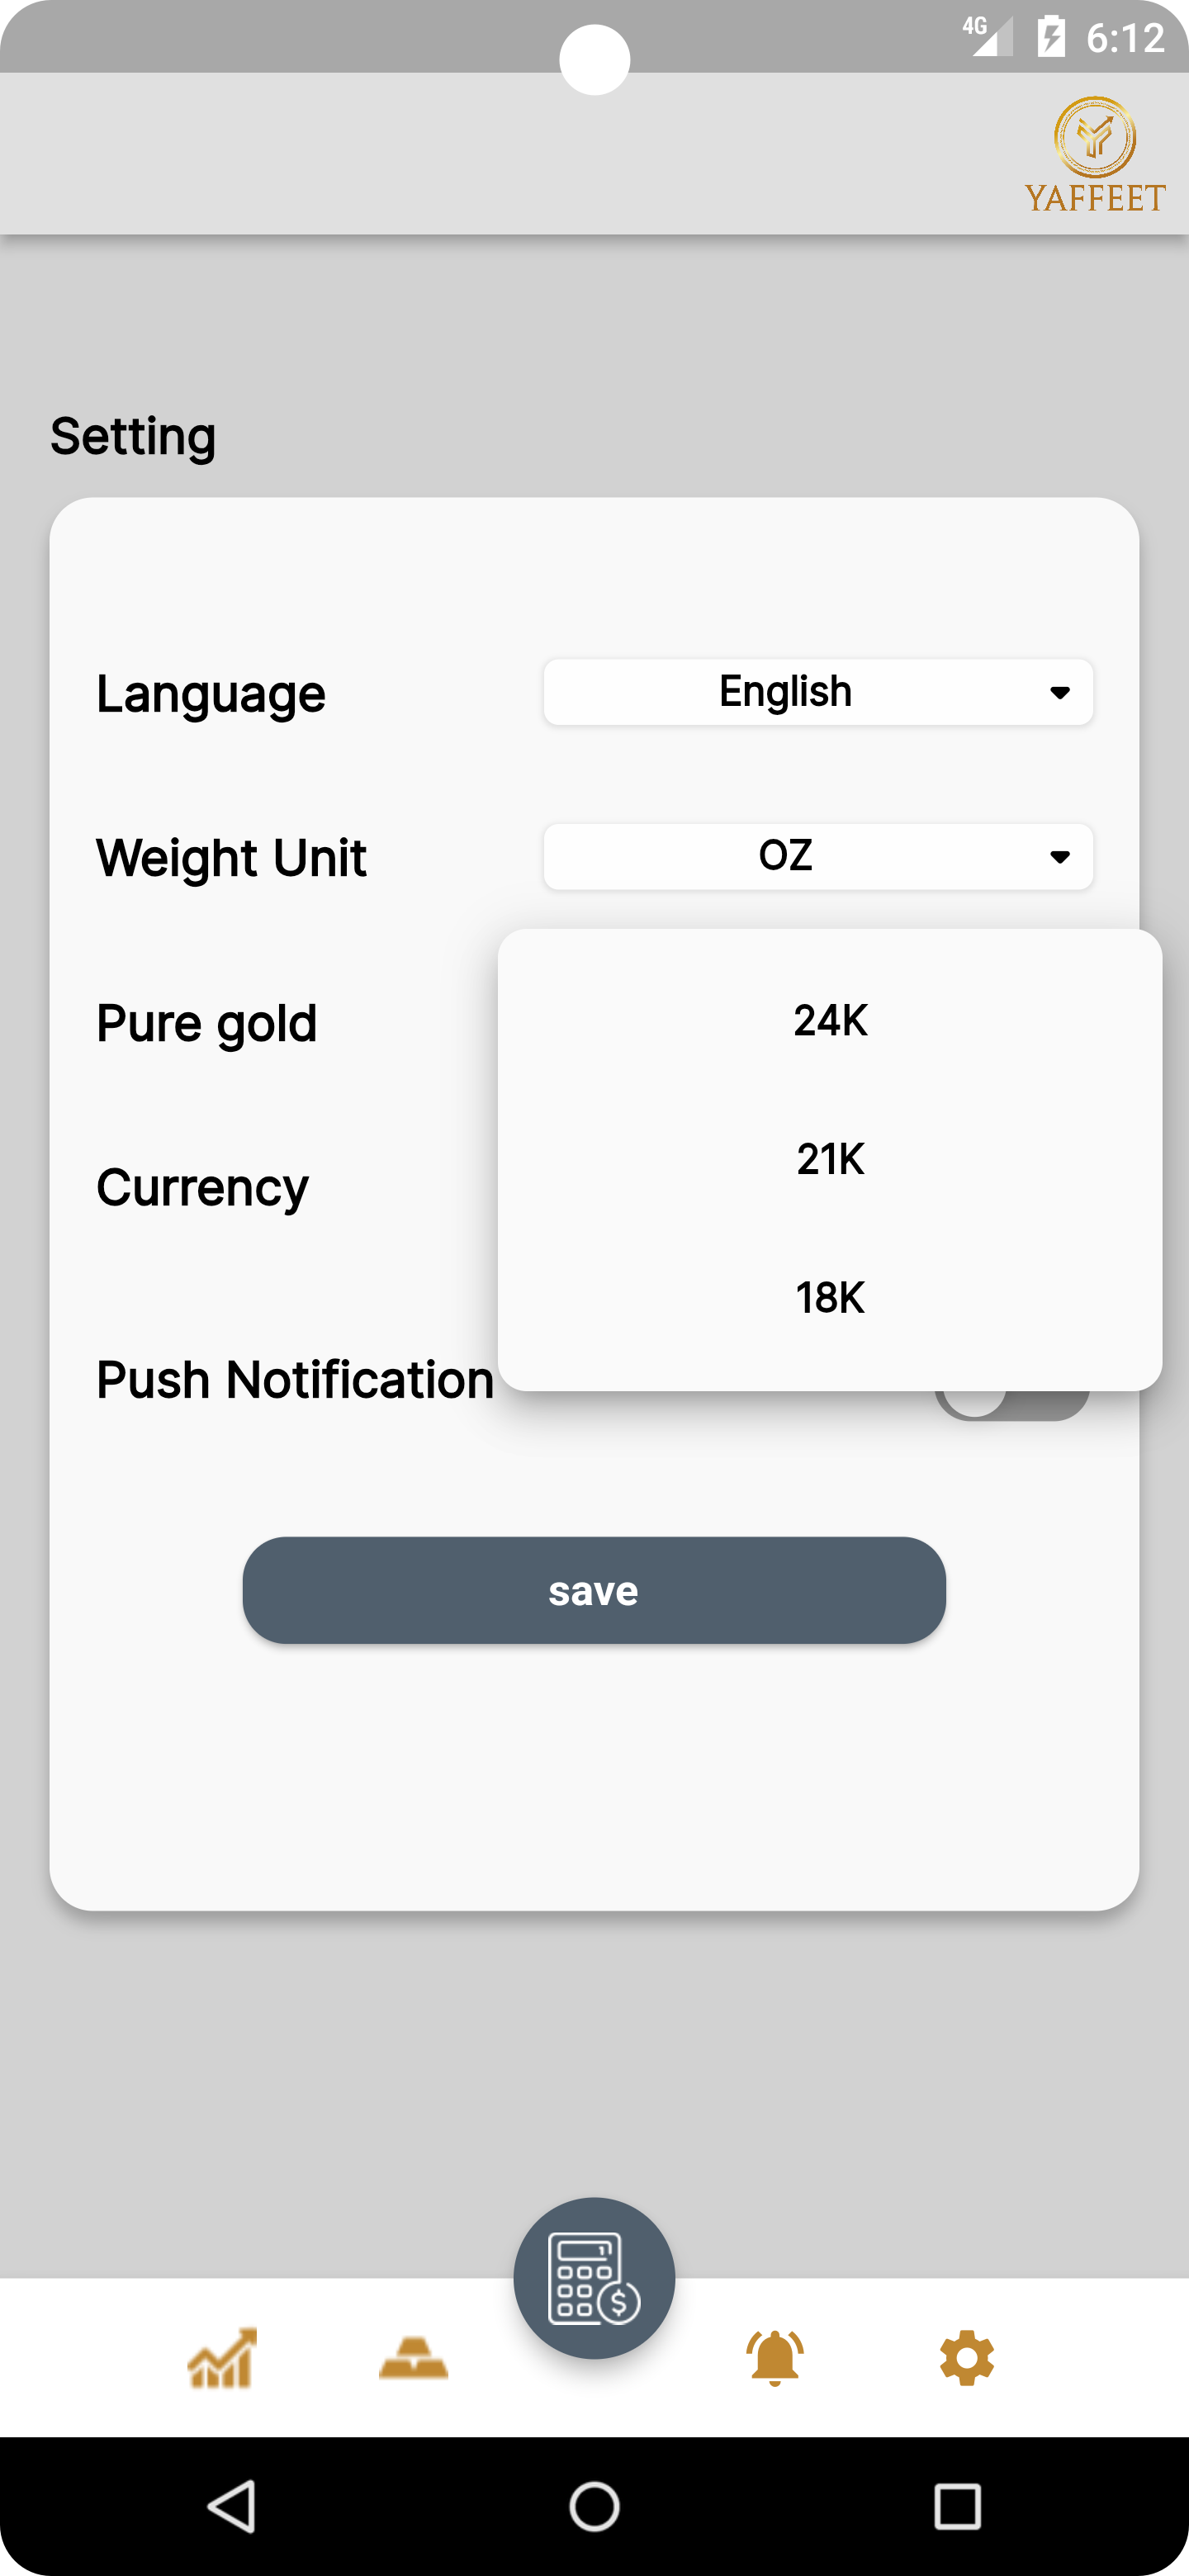 4G 6:12
YAFFEET
Setting
Language English
Weight Unit OZ
Pure gold 24K
21K
Currency
18K
Push Notification
save